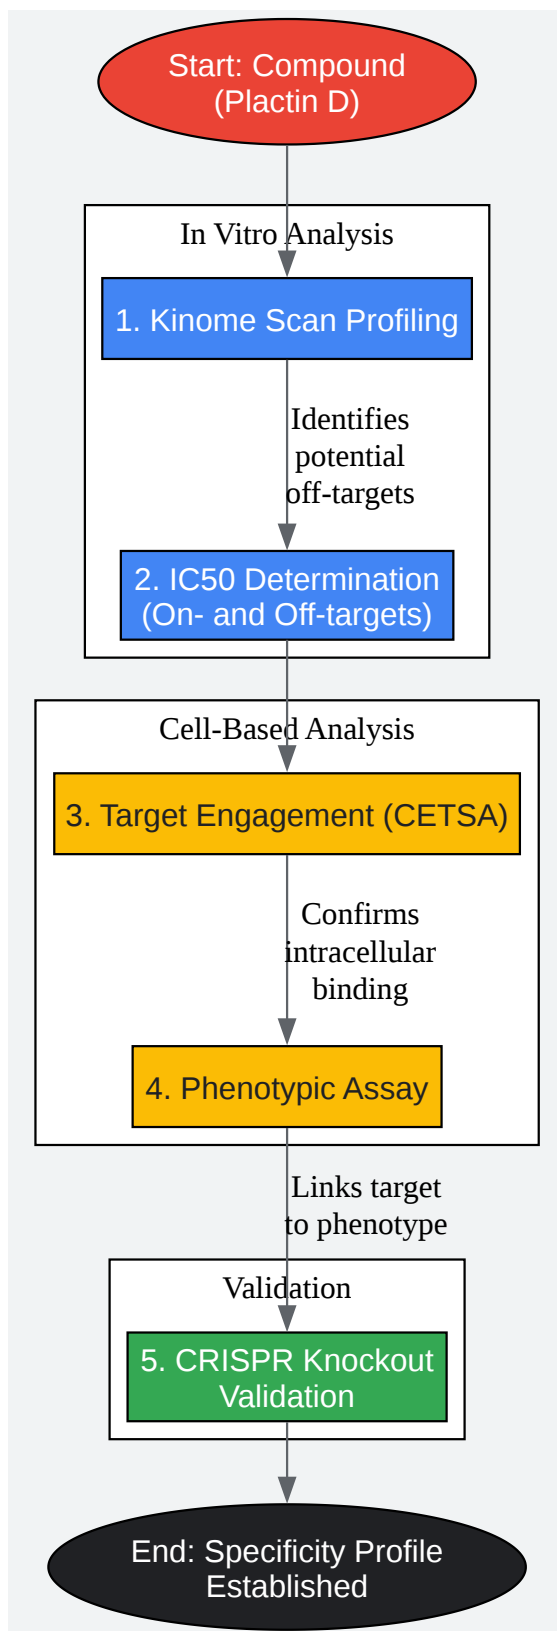 Start: Compound
(Plactin D)
In Vitro Analysis
1. Kinome Scan Profiling
Identifies
potential
off-targets
2. IC50 Determination
(On- and Off-targets)
Cell-Based Analysis
3. Target Engagement (CETSA)
Confirms
intracellular
binding
4. Phenotypic Assay
Links target
to phenotype
Validation
5. CRISPR Knockout
Validation
End: Specificity Profile
Established